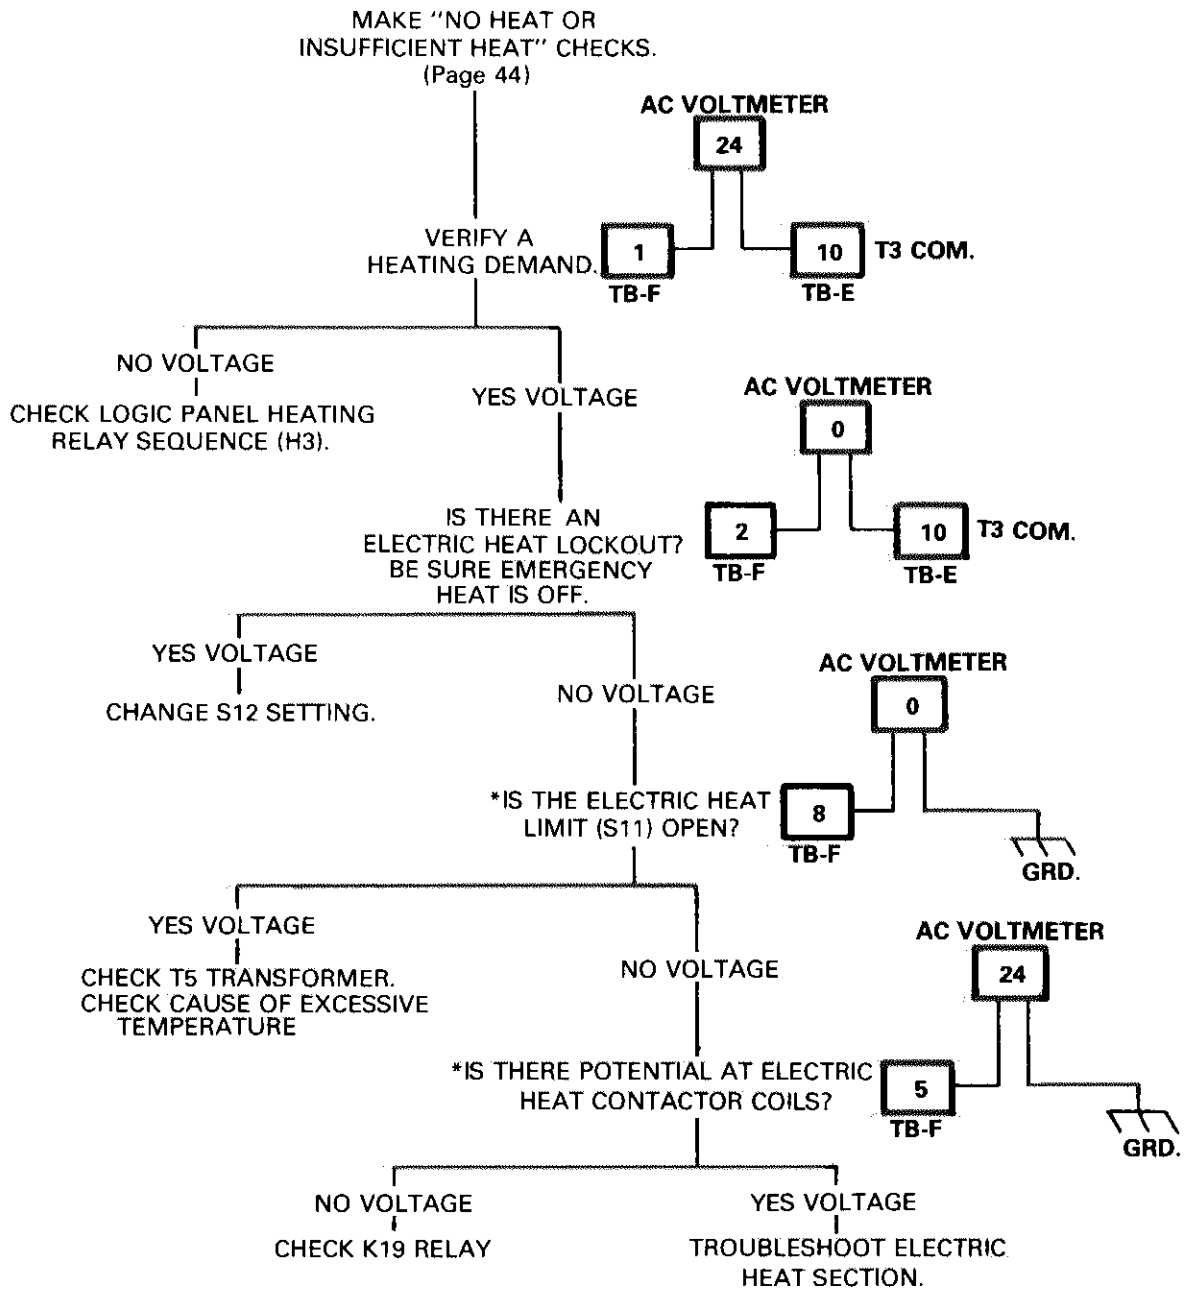 MAKE "NO HEAT OR
INSUFFICIENT HEAT" CHECKS.
(Page 44)
AC VOLTMETER
24
VERIFY A
HEATING DEMAND.
1
TB-F
10
TB-E
T3 COM.
NO VOLTAGE
CHECK LOGIC PANEL HEATING
RELAY SEQUENCE (H3).
YES VOLTAGE
AC VOLTMETER
0
IS THERE AN
ELECTRIC HEAT LOCKOUT?
BE SURE EMERGENCY
HEAT IS OFF.
2
TB-F
10
TB-E
T3 COM.
YES VOLTAGE
CHANGE S12 SETTING.
NO VOLTAGE
AC VOLTMETER
0
*IS THE ELECTRIC HEAT
LIMIT (S11) OPEN?
8
TB-F
GRD.
YES VOLTAGE
CHECK T5 TRANSFORMER.
CHECK CAUSE OF EXCESSIVE
TEMPERATURE
NO VOLTAGE
AC VOLTMETER
24
*IS THERE POTENTIAL AT ELECTRIC
HEAT CONTACTOR COILS?
5
TB-F
GRD.
NO VOLTAGE
CHECK K19 RELAY
YES VOLTAGE
TROUBLESHOOT ELECTRIC
HEAT SECTION.